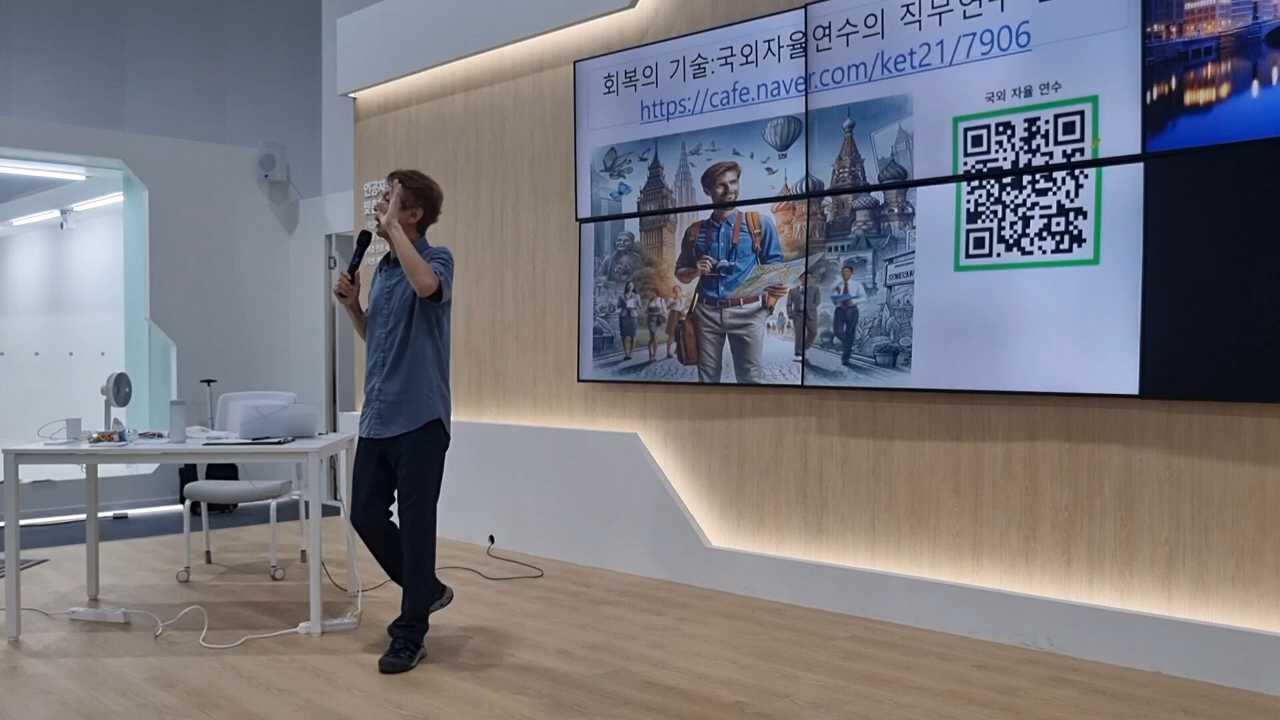 회복의 기술:국외자율연수의 직무연수
https://cafe.naver.com/ket21/7906
국외 자율 연수